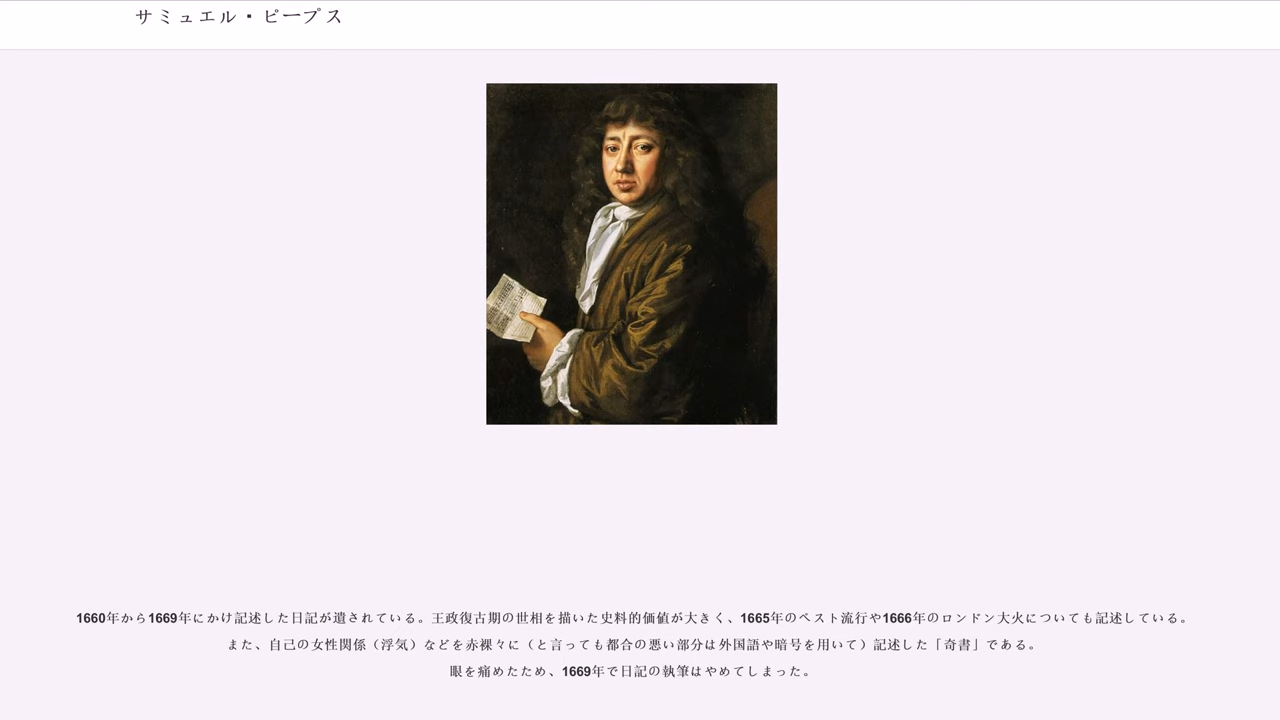 サミュエル・ピープス
1660年から1669年にかけ記述した日記が遺されている。王政復古期の世相を描いた史料的価値が大きく、1665年のペスト流行や1666年のロンドン大火についても記述している。
また、自己の女性関係（浮気）などを赤裸々に（と言っても都合の悪い部分は外国語や暗号を用いて）記述した「奇書」である。
眼を痛めたため、1669年で日記の執筆はやめてしまった。